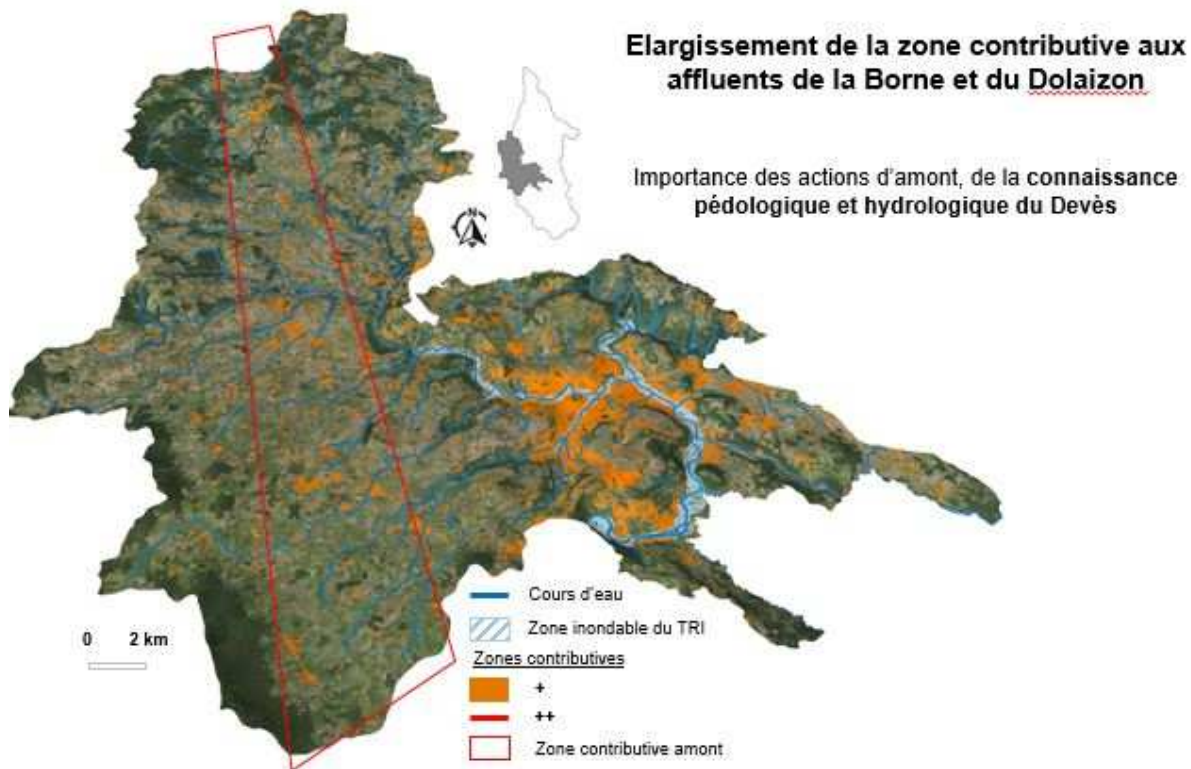 Elargissement de la zone contributive aux
affluents de la Borne et du Dolaizon
Importance des actions d'amont, de la connaissance
pédologique et hydrologique du Devès
N
0 2 km
Cours d'eau
Zone inondable du TRI
Zones contributives
+
++
Zone contributive amont